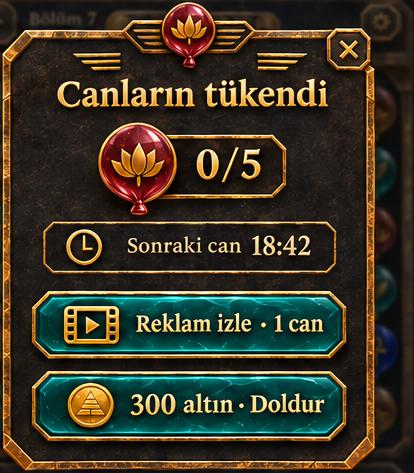 Bölüm 7
Canların tükendi
0/5
Sonraki can 18:42
Reklam izle · 1 can
300 altın · Doldur